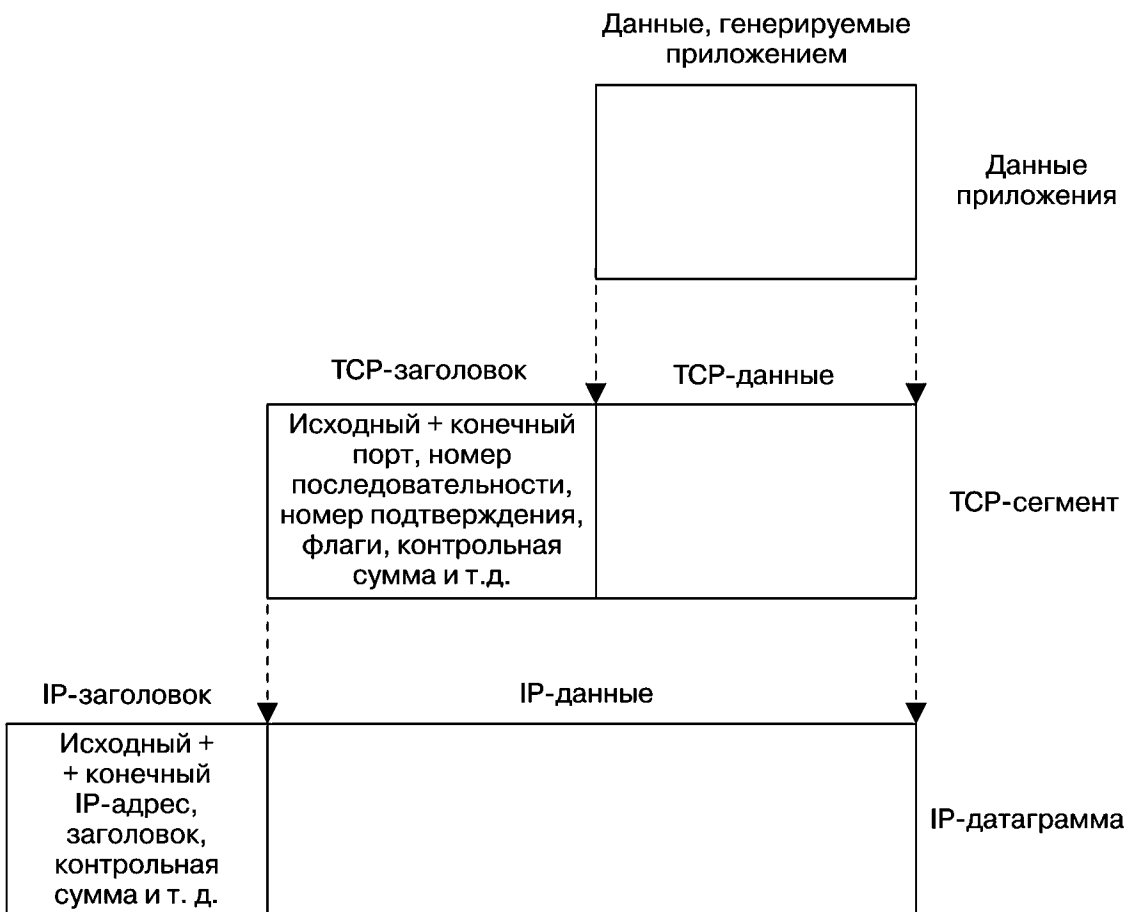 Данные, генерируемые
приложением
Данные
приложения
TCP-заголовок
TCP-данные
Исходный + конечный
порт, номер
последовательности,
номер подтверждения,
флаги, контрольная
сумма и т.д.
TCP-сегмент
IP-заголовок
IP-данные
Исходный +
+ конечный
IP-адрес,
заголовок,
контрольная
сумма и т. д.
IP-датаграмма